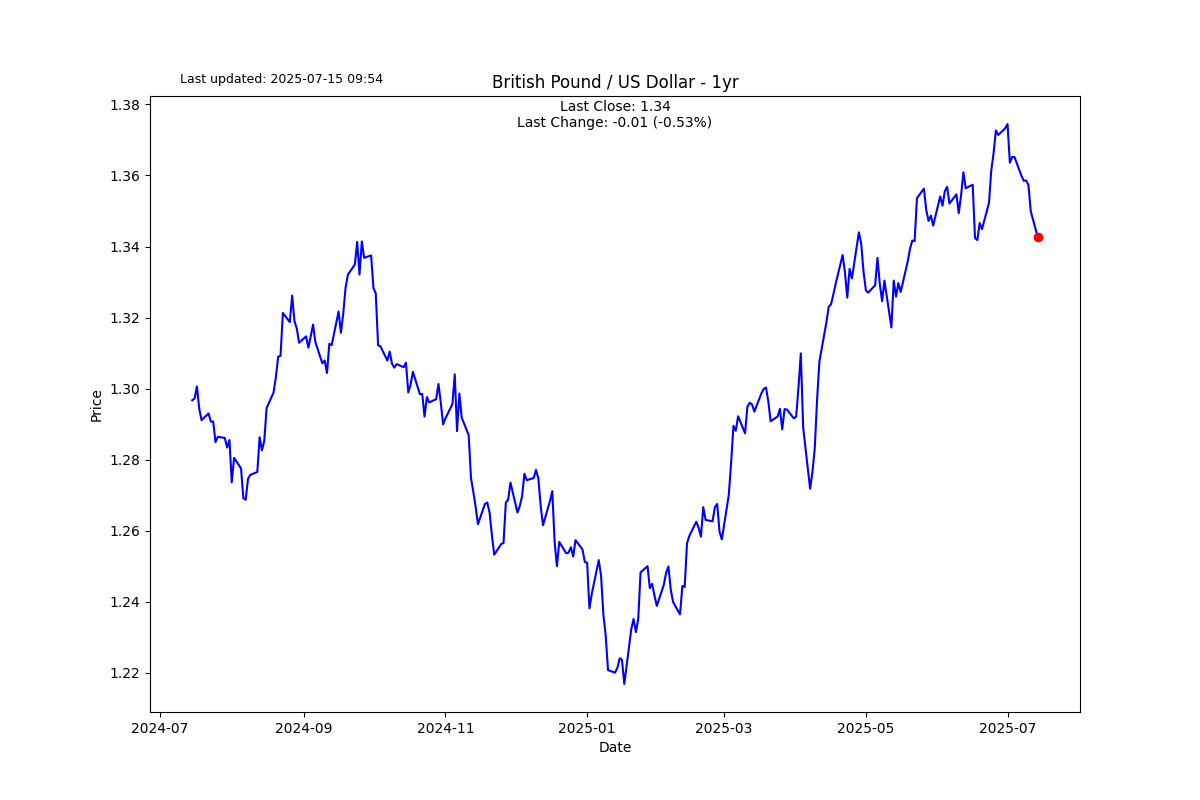 Last updated: 2025-07-15 09:54
British Pound / US Dollar - 1yr
Last Close: 1.34
Last Change: -0.01 (-0.53%)
Price
1.38
1.36
1.34
1.32
1.30
1.28
1.26
1.24
1.22
2024-07
2024-09
2024-11
2025-01
2025-03
2025-05
2025-07
Date